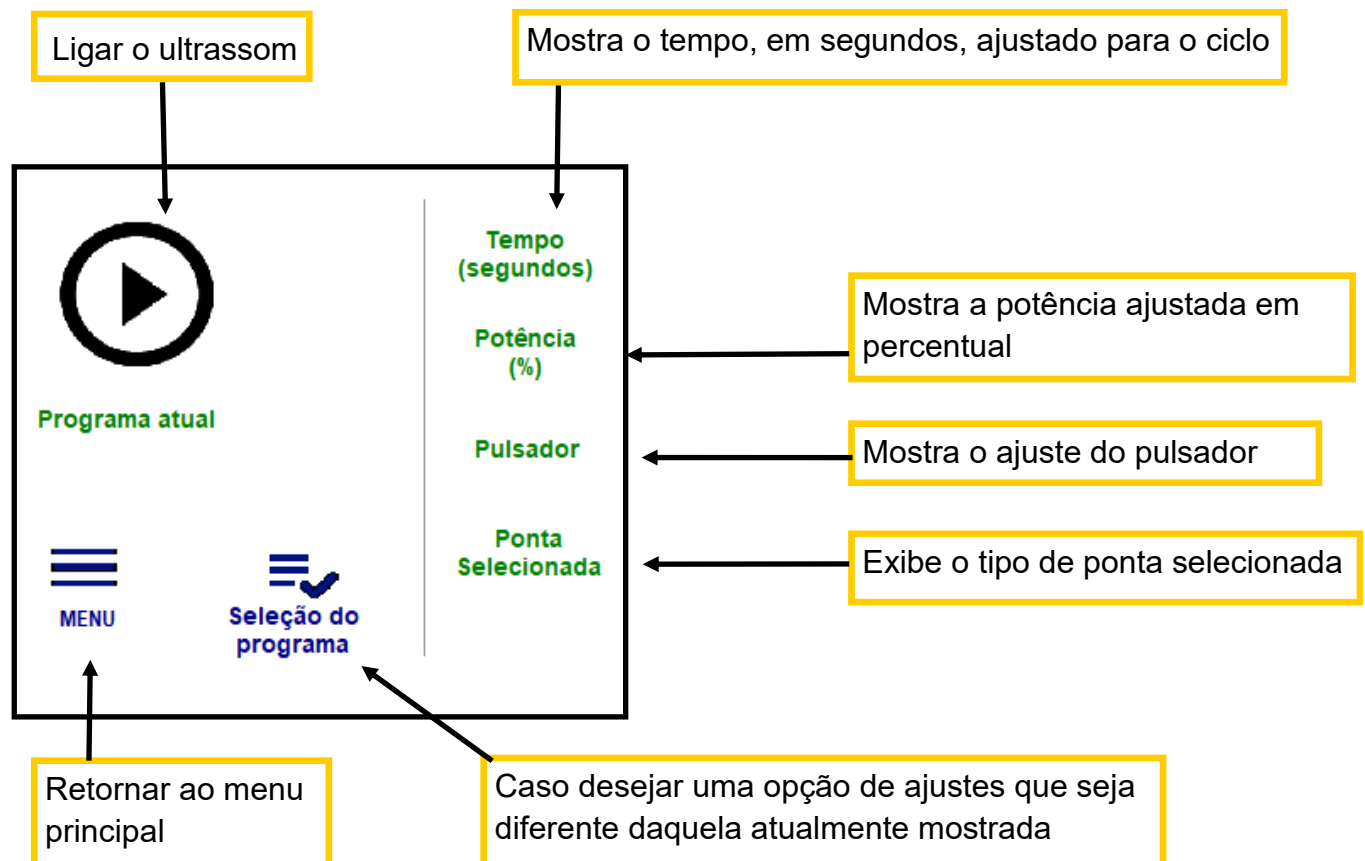 Ligar o ultrassom
Mostra o tempo, em segundos, ajustado para o ciclo
Tempo
(segundos)
Mostra a potência ajustada em
percentual
Potência
(%)
Programa atual
Pulsador
Mostra o ajuste do pulsador
Ponta
Selecionada
Exibe o tipo de ponta selecionada
MENU
Seleção do
programa
Retornar ao menu
principal
Caso desejar uma opção de ajustes que seja
diferente daquela atualmente mostrada